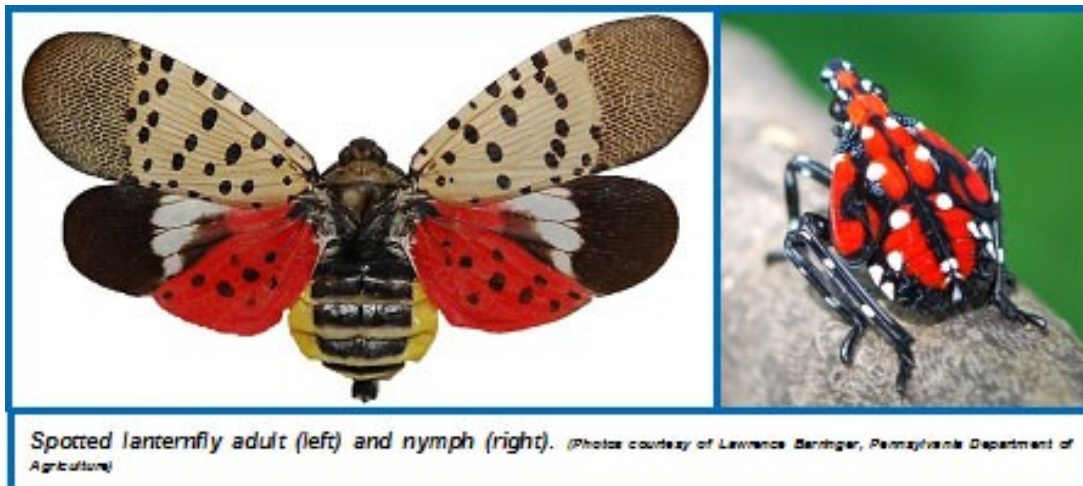 Spotted lanternfly adult (left) and nymph (right). (Photos courtesy of Lawrence Barringer, Pennsylvania Department of
Agriculture)